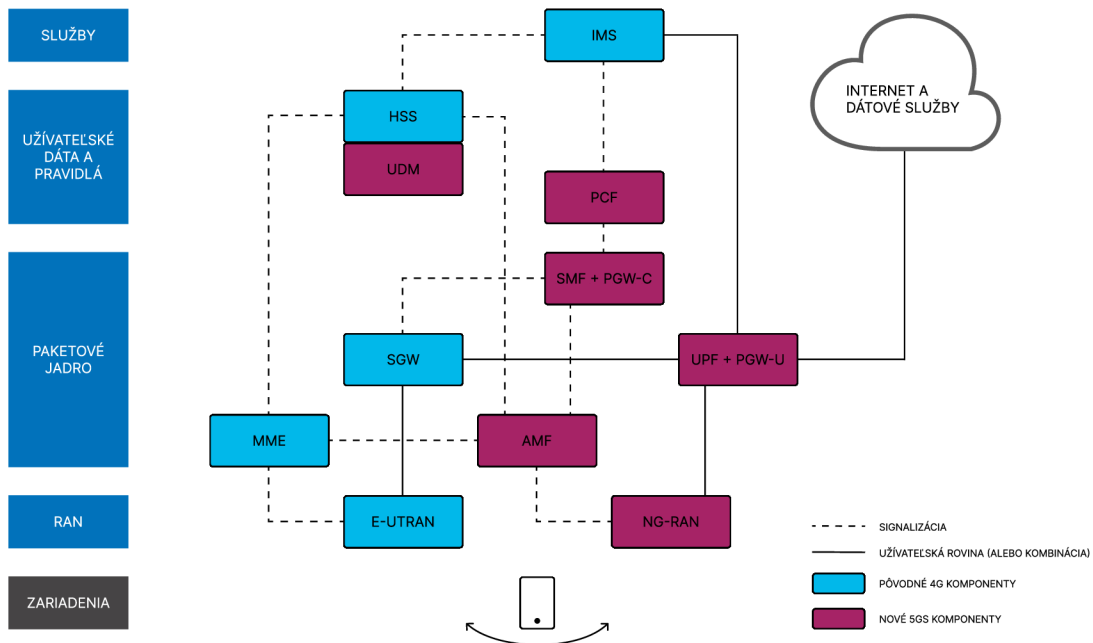 SLUŽBY
IMS
INTERNET A
DÁTOVÉ SLUŽBY
UŽÍVATEĽSKÉ
DÁTA A
PRAVIDLÁ
HSS
UDM
PCF
SMF + PGW-C
PAKETOVÉ
JADRO
SGW
UPF + PGW-U
MME
AMF
RAN
E-UTRAN
NG-RAN
SIGNALIZÁCIA
UŽÍVATEĽSKÁ ROVINA (ALEBO KOMBINÁCIA)
PÔVODNÉ 4G KOMPONENTY
ZARIADENIA
NOVÉ 5GS KOMPONENTY